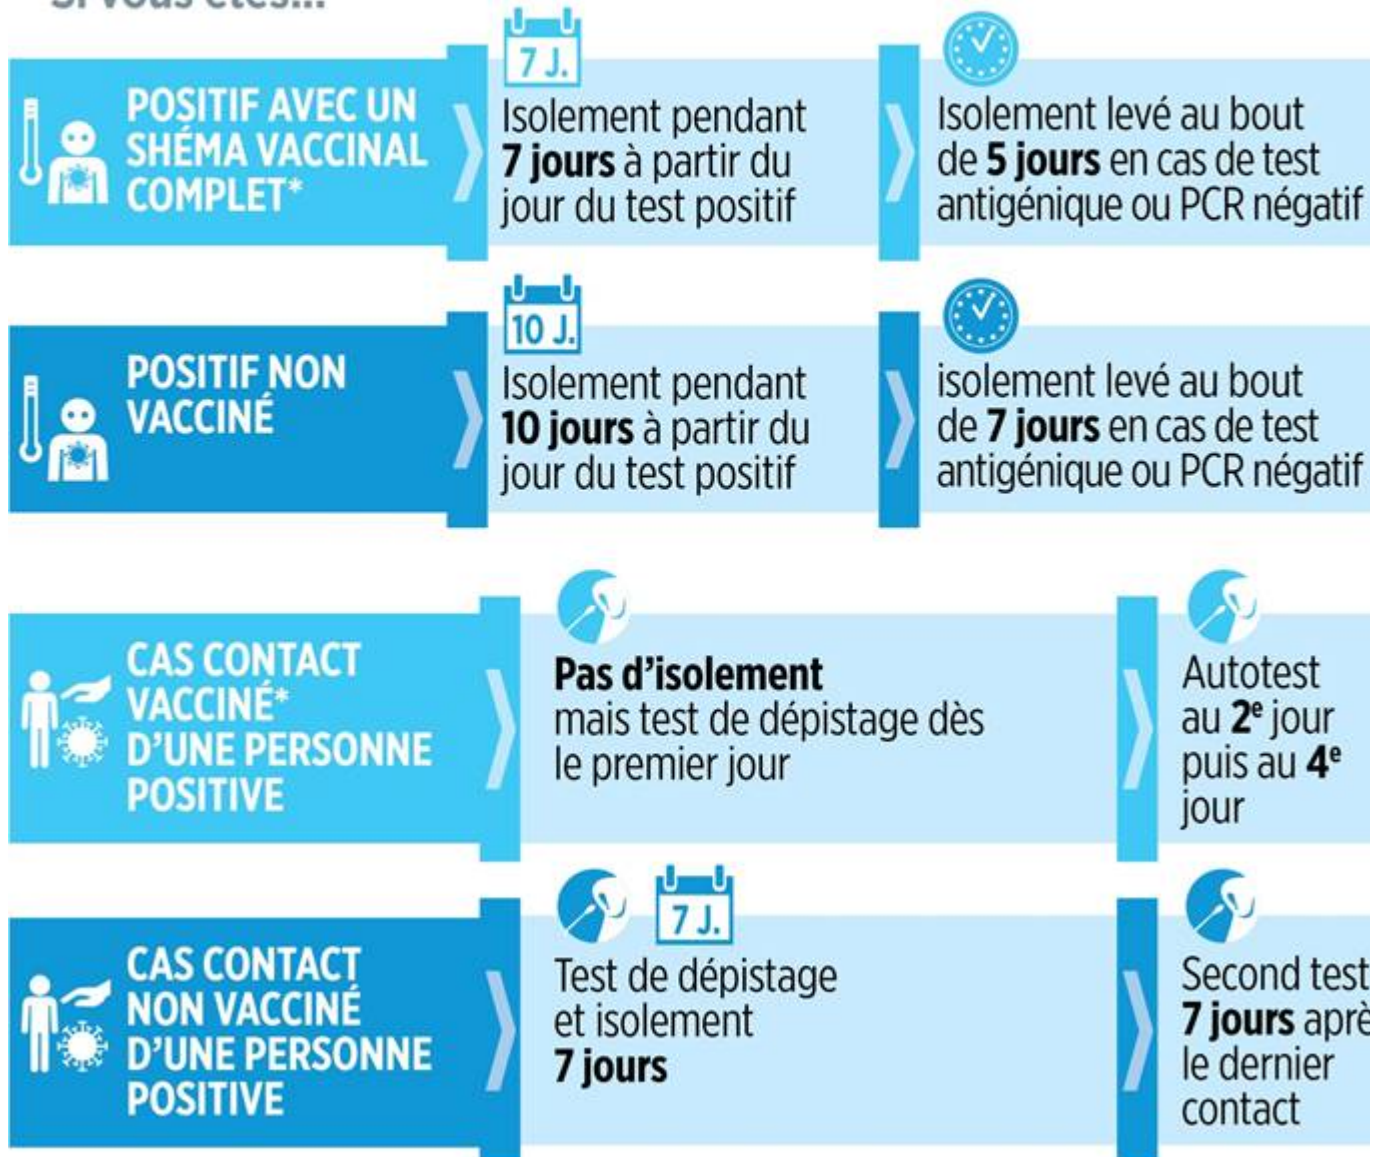 Si vous êtes...
7 J.
POSITIF AVEC UN
SHÉMA VACCINAL
COMPLET*
Isolement pendant
7 jours à partir du
jour du test positif
Isolement levé au bout
de 5 jours en cas de test
antigénique ou PCR négatif
10 J.
POSITIF NON
VACCINÉ
Isolement pendant
10 jours à partir du
jour du test positif
isolement levé au bout
de 7 jours en cas de test
antigénique ou PCR négatif
CAS CONTACT
VACCINÉ*
D'UNE PERSONNE
POSITIVE
Pas d'isolement
mais test de dépistage dès
le premier jour
Autotest
au 2e jour
puis au 4e
jour
7 J.
CAS CONTACT
NON VACCINÉ
D'UNE PERSONNE
POSITIVE
Test de dépistage
et isolement
7 jours
Second test
7 jours aprè
le dernier
contact